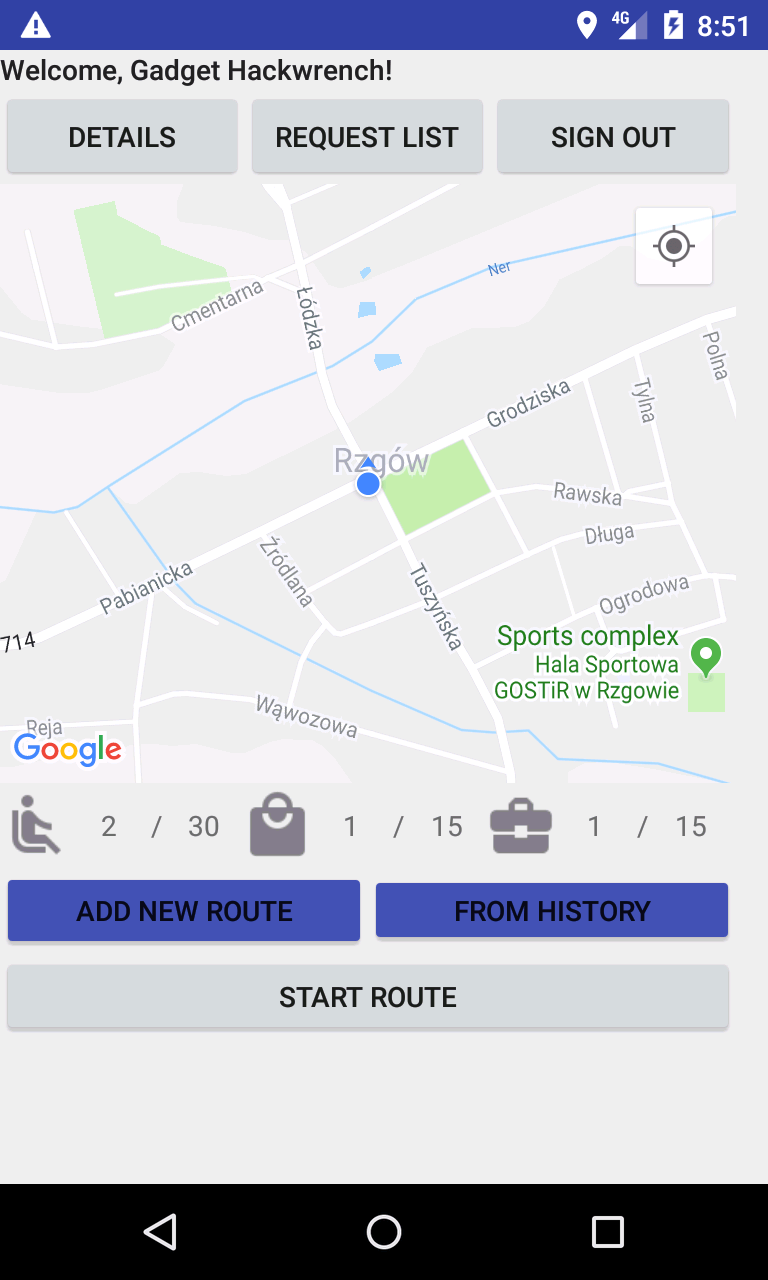 4G 8:51
Welcome, Gadget Hackwrench!
DETAILS REQUEST LIST SIGN OUT
Ner
Cmentarna
Łódzka
Polna
Grodziska
Tylna
Rzgów
Rawska
Długa
Źródlana
Pabianicka
Tuszyńska
Ogrodowa
714
Sports complex
Hala Sportowa
GOSTiR w Rzgowie
Wąwozowa
Reja
Google
2 / 30 1 / 15 1 / 15
ADD NEW ROUTE FROM HISTORY
START ROUTE